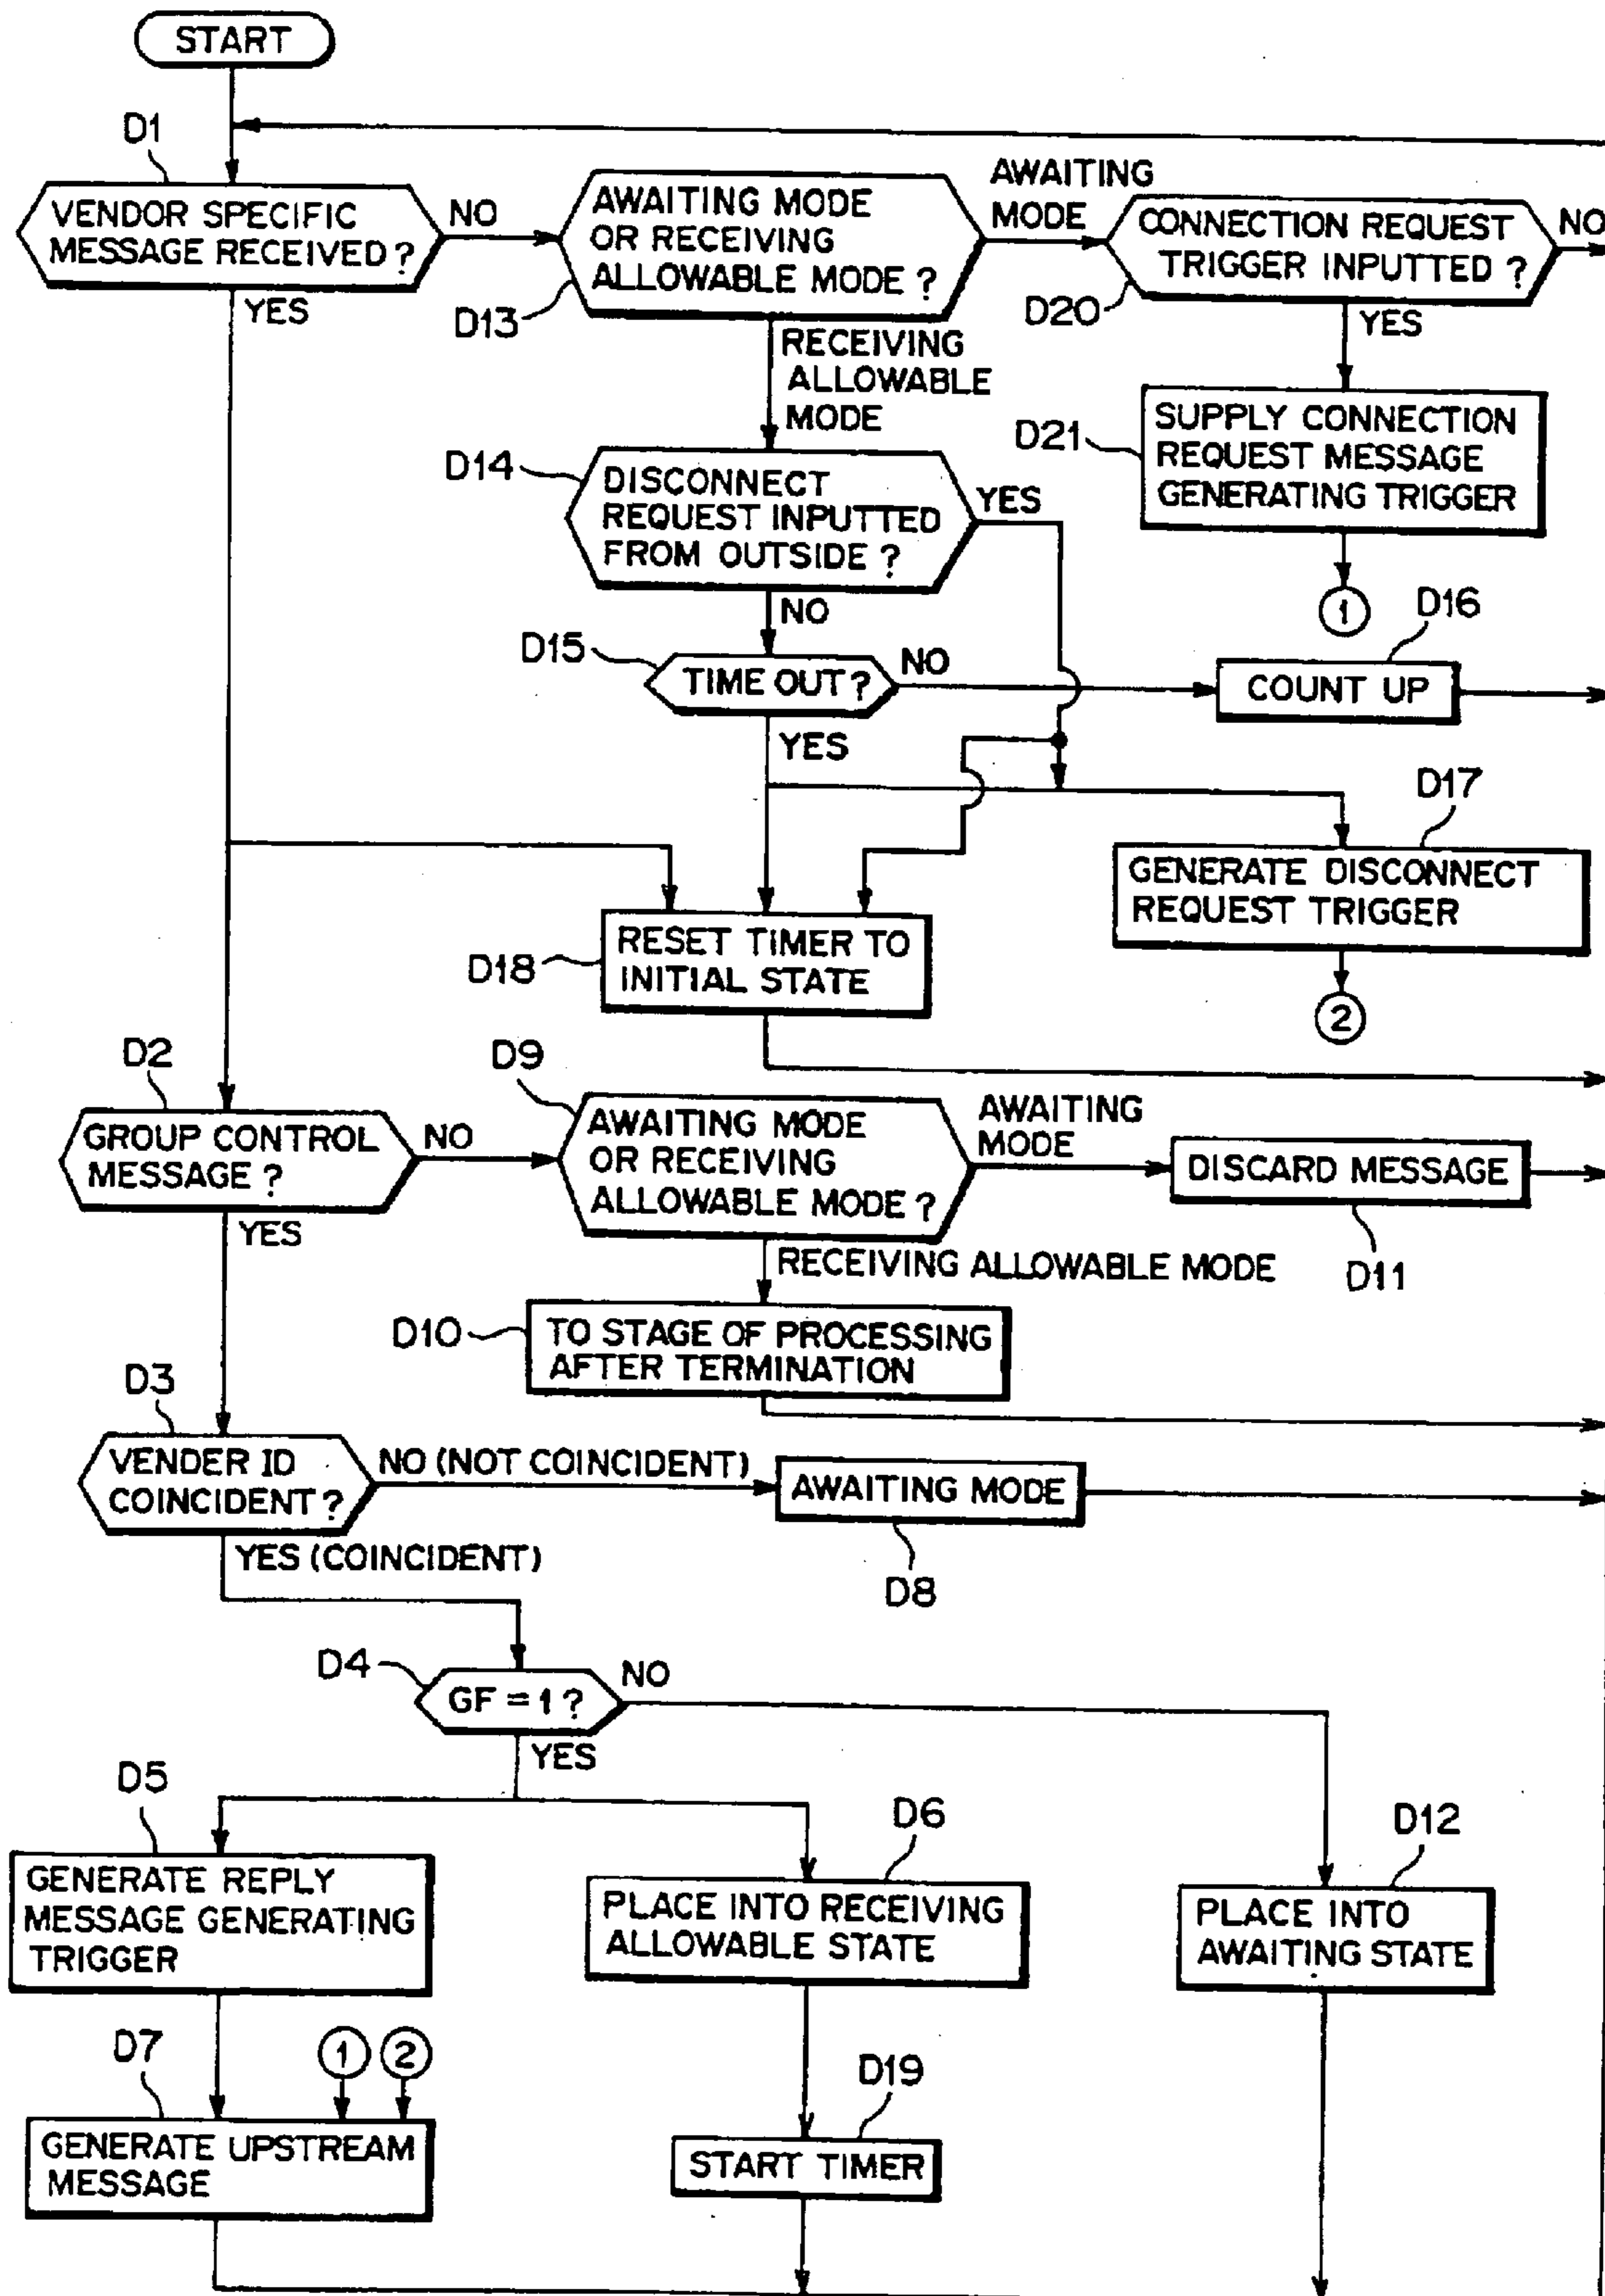 START
D1
VENDOR SPECIFIC
MESSAGE RECEIVED ?
NO
YES
AWAITING MODE
OR RECEIVING
ALLOWABLE MODE ?
D13
AWAITING
MODE
CONNECTION REQUEST
TRIGGER INPUTTED ?
NO
D20
YES
RECEIVING
ALLOWABLE
MODE
D21
SUPPLY CONNECTION
REQUEST MESSAGE
GENERATING TRIGGER
1
D14
DISCONNECT
REQUEST INPUTTED
FROM OUTSIDE ?
YES
NO
D15
TIME OUT ?
NO
YES
D16
COUNT UP
D17
GENERATE DISCONNECT
REQUEST TRIGGER
2
D18
RESET TIMER TO
INITIAL STATE
D2
GROUP CONTROL
MESSAGE ?
NO
YES
D9
AWAITING MODE
OR RECEIVING
ALLOWABLE MODE ?
AWAITING
MODE
DISCARD MESSAGE
D11
RECEIVING ALLOWABLE MODE
D10
TO STAGE OF PROCESSING
AFTER TERMINATION
D3
VENDER ID
COINCIDENT ?
NO (NOT COINCIDENT)
AWAITING MODE
D8
YES (COINCIDENT)
D4
GF = 1 ?
NO
YES
D5
GENERATE REPLY
MESSAGE GENERATING
TRIGGER
D6
PLACE INTO RECEIVING
ALLOWABLE STATE
D12
PLACE INTO
AWAITING STATE
D7
1 2
GENERATE UPSTREAM
MESSAGE
D19
START TIMER